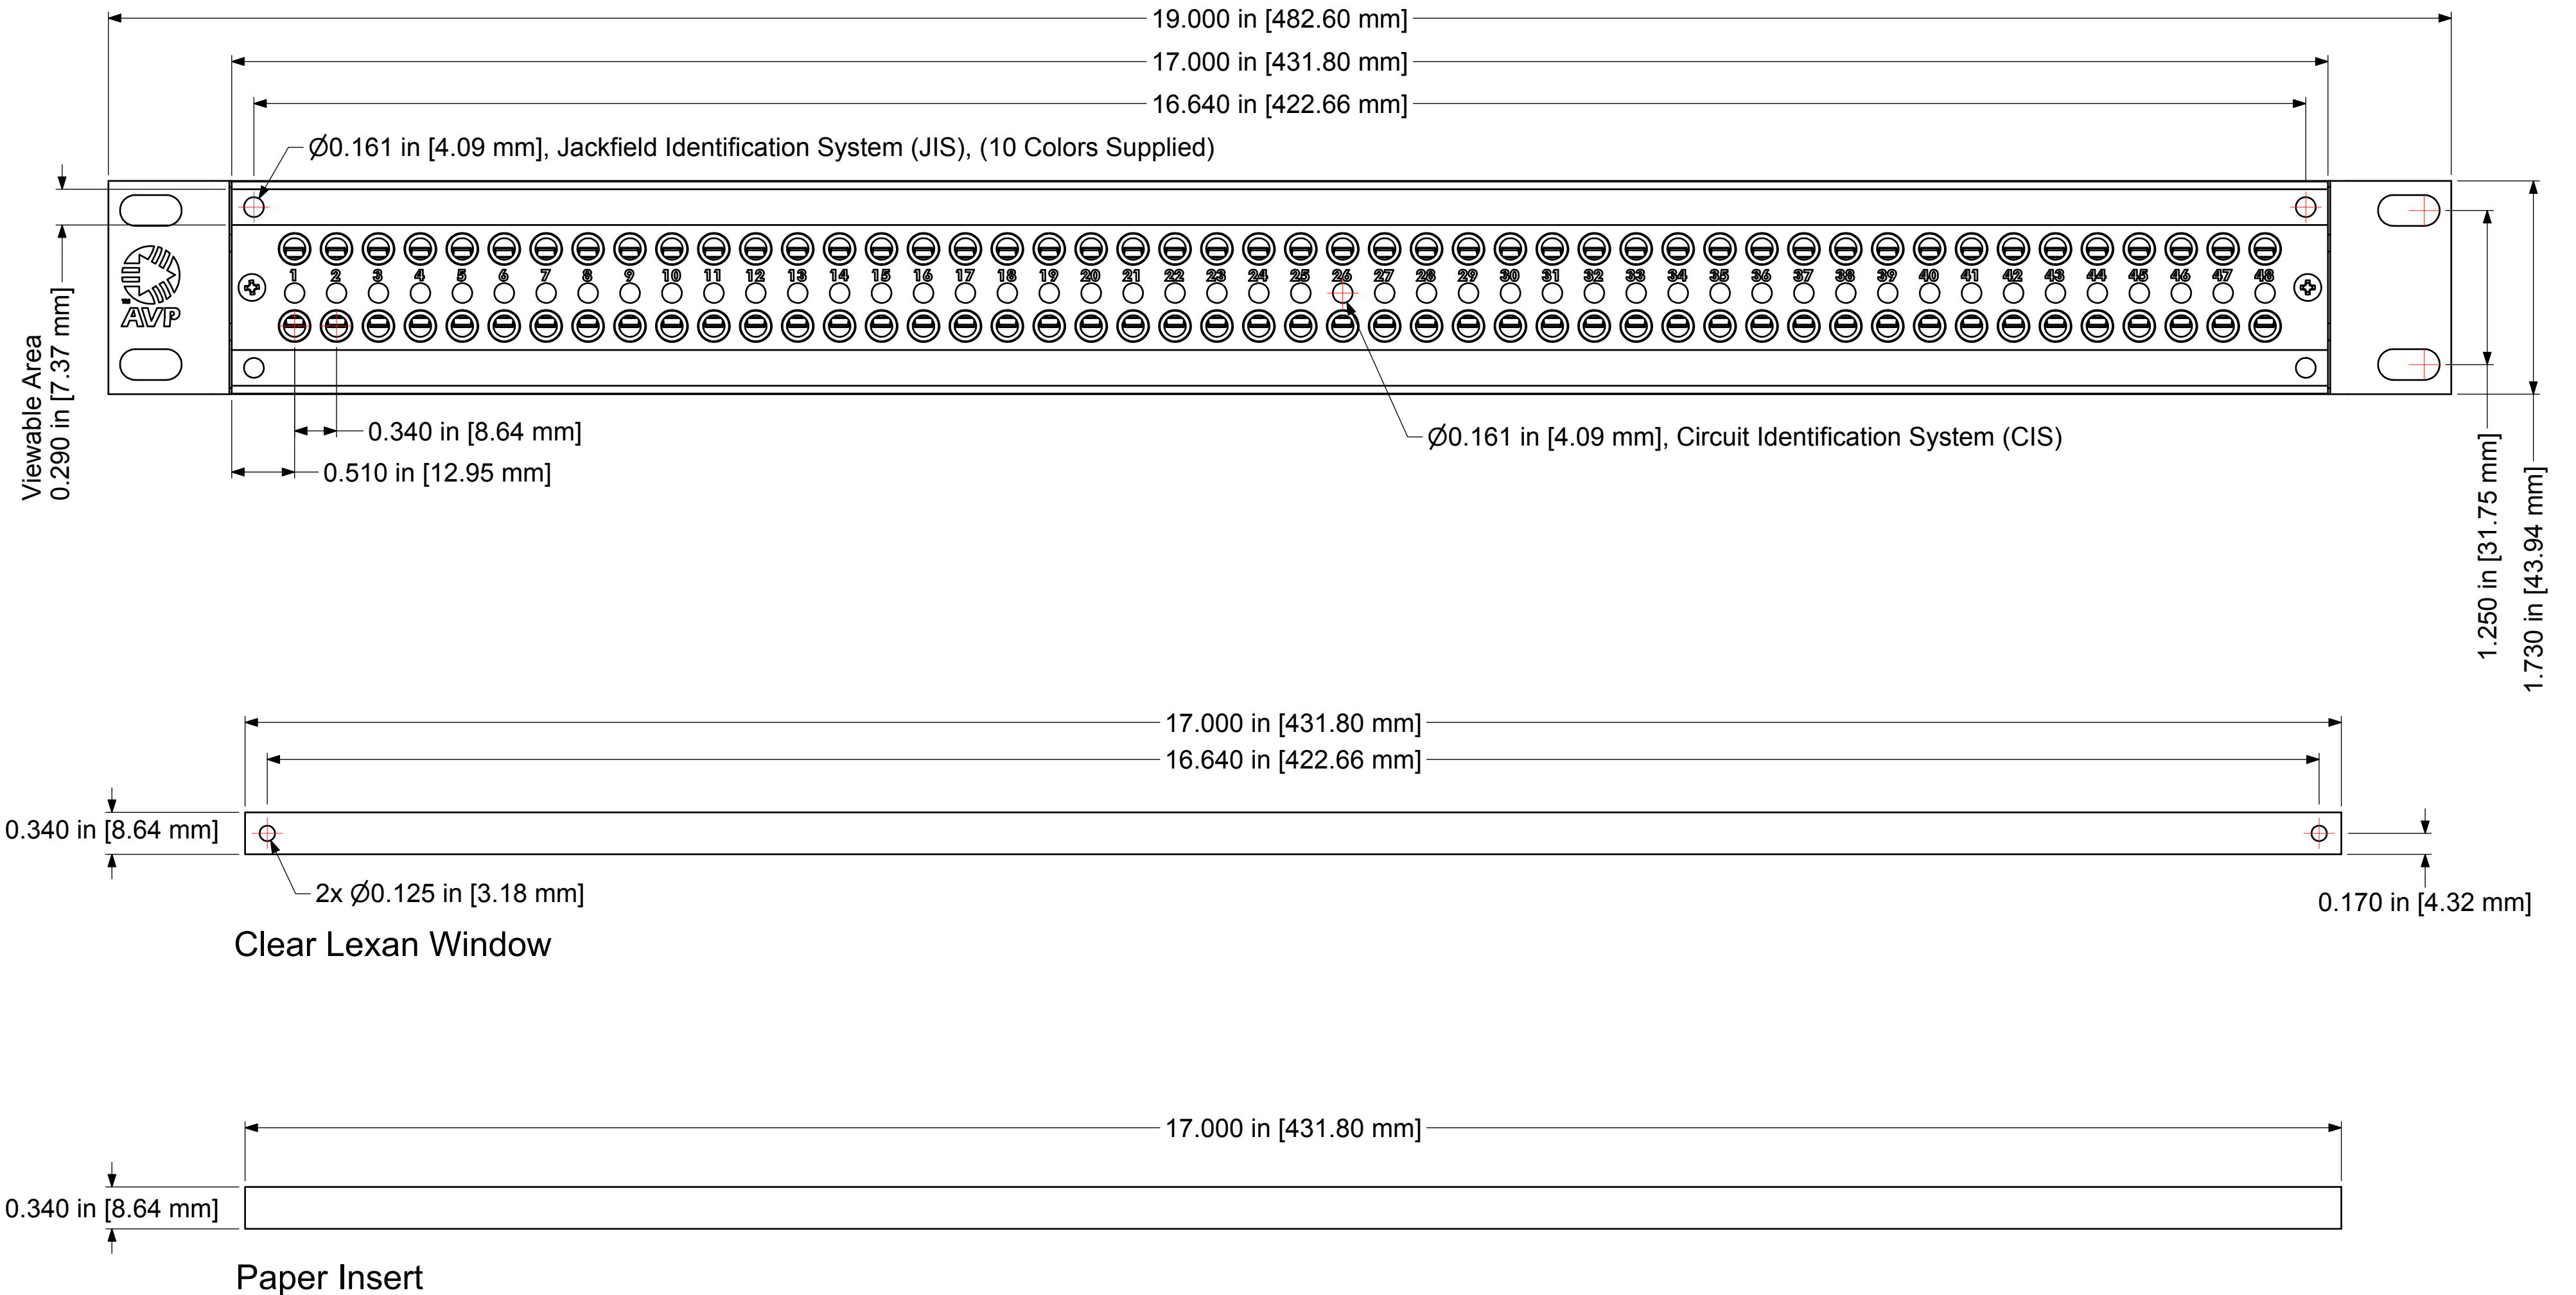 19.000 in [482.60 mm]
17.000 in [431.80 mm]
16.640 in [422.66 mm]
Ø0.161 in [4.09 mm], Jackfield Identification System (JIS), (10 Colors Supplied)
1 2 3 4 5 6 7 8 9 10 11 12 13 14 15 16 17 18 19 20 21 22 23 24 25 26 27 28 29 30 31 32 33 34 35 36 37 38 39 40 41 42 43 44 45 46 47 48
AVP
Viewable Area
0.290 in [7.37 mm]
0.340 in [8.64 mm]
0.510 in [12.95 mm]
Ø0.161 in [4.09 mm], Circuit Identification System (CIS)
1.250 in [31.75 mm]
1.730 in [43.94 mm]
17.000 in [431.80 mm]
16.640 in [422.66 mm]
0.340 in [8.64 mm]
2x Ø0.125 in [3.18 mm]
0.170 in [4.32 mm]
Clear Lexan Window
17.000 in [431.80 mm]
0.340 in [8.64 mm]
Paper Insert